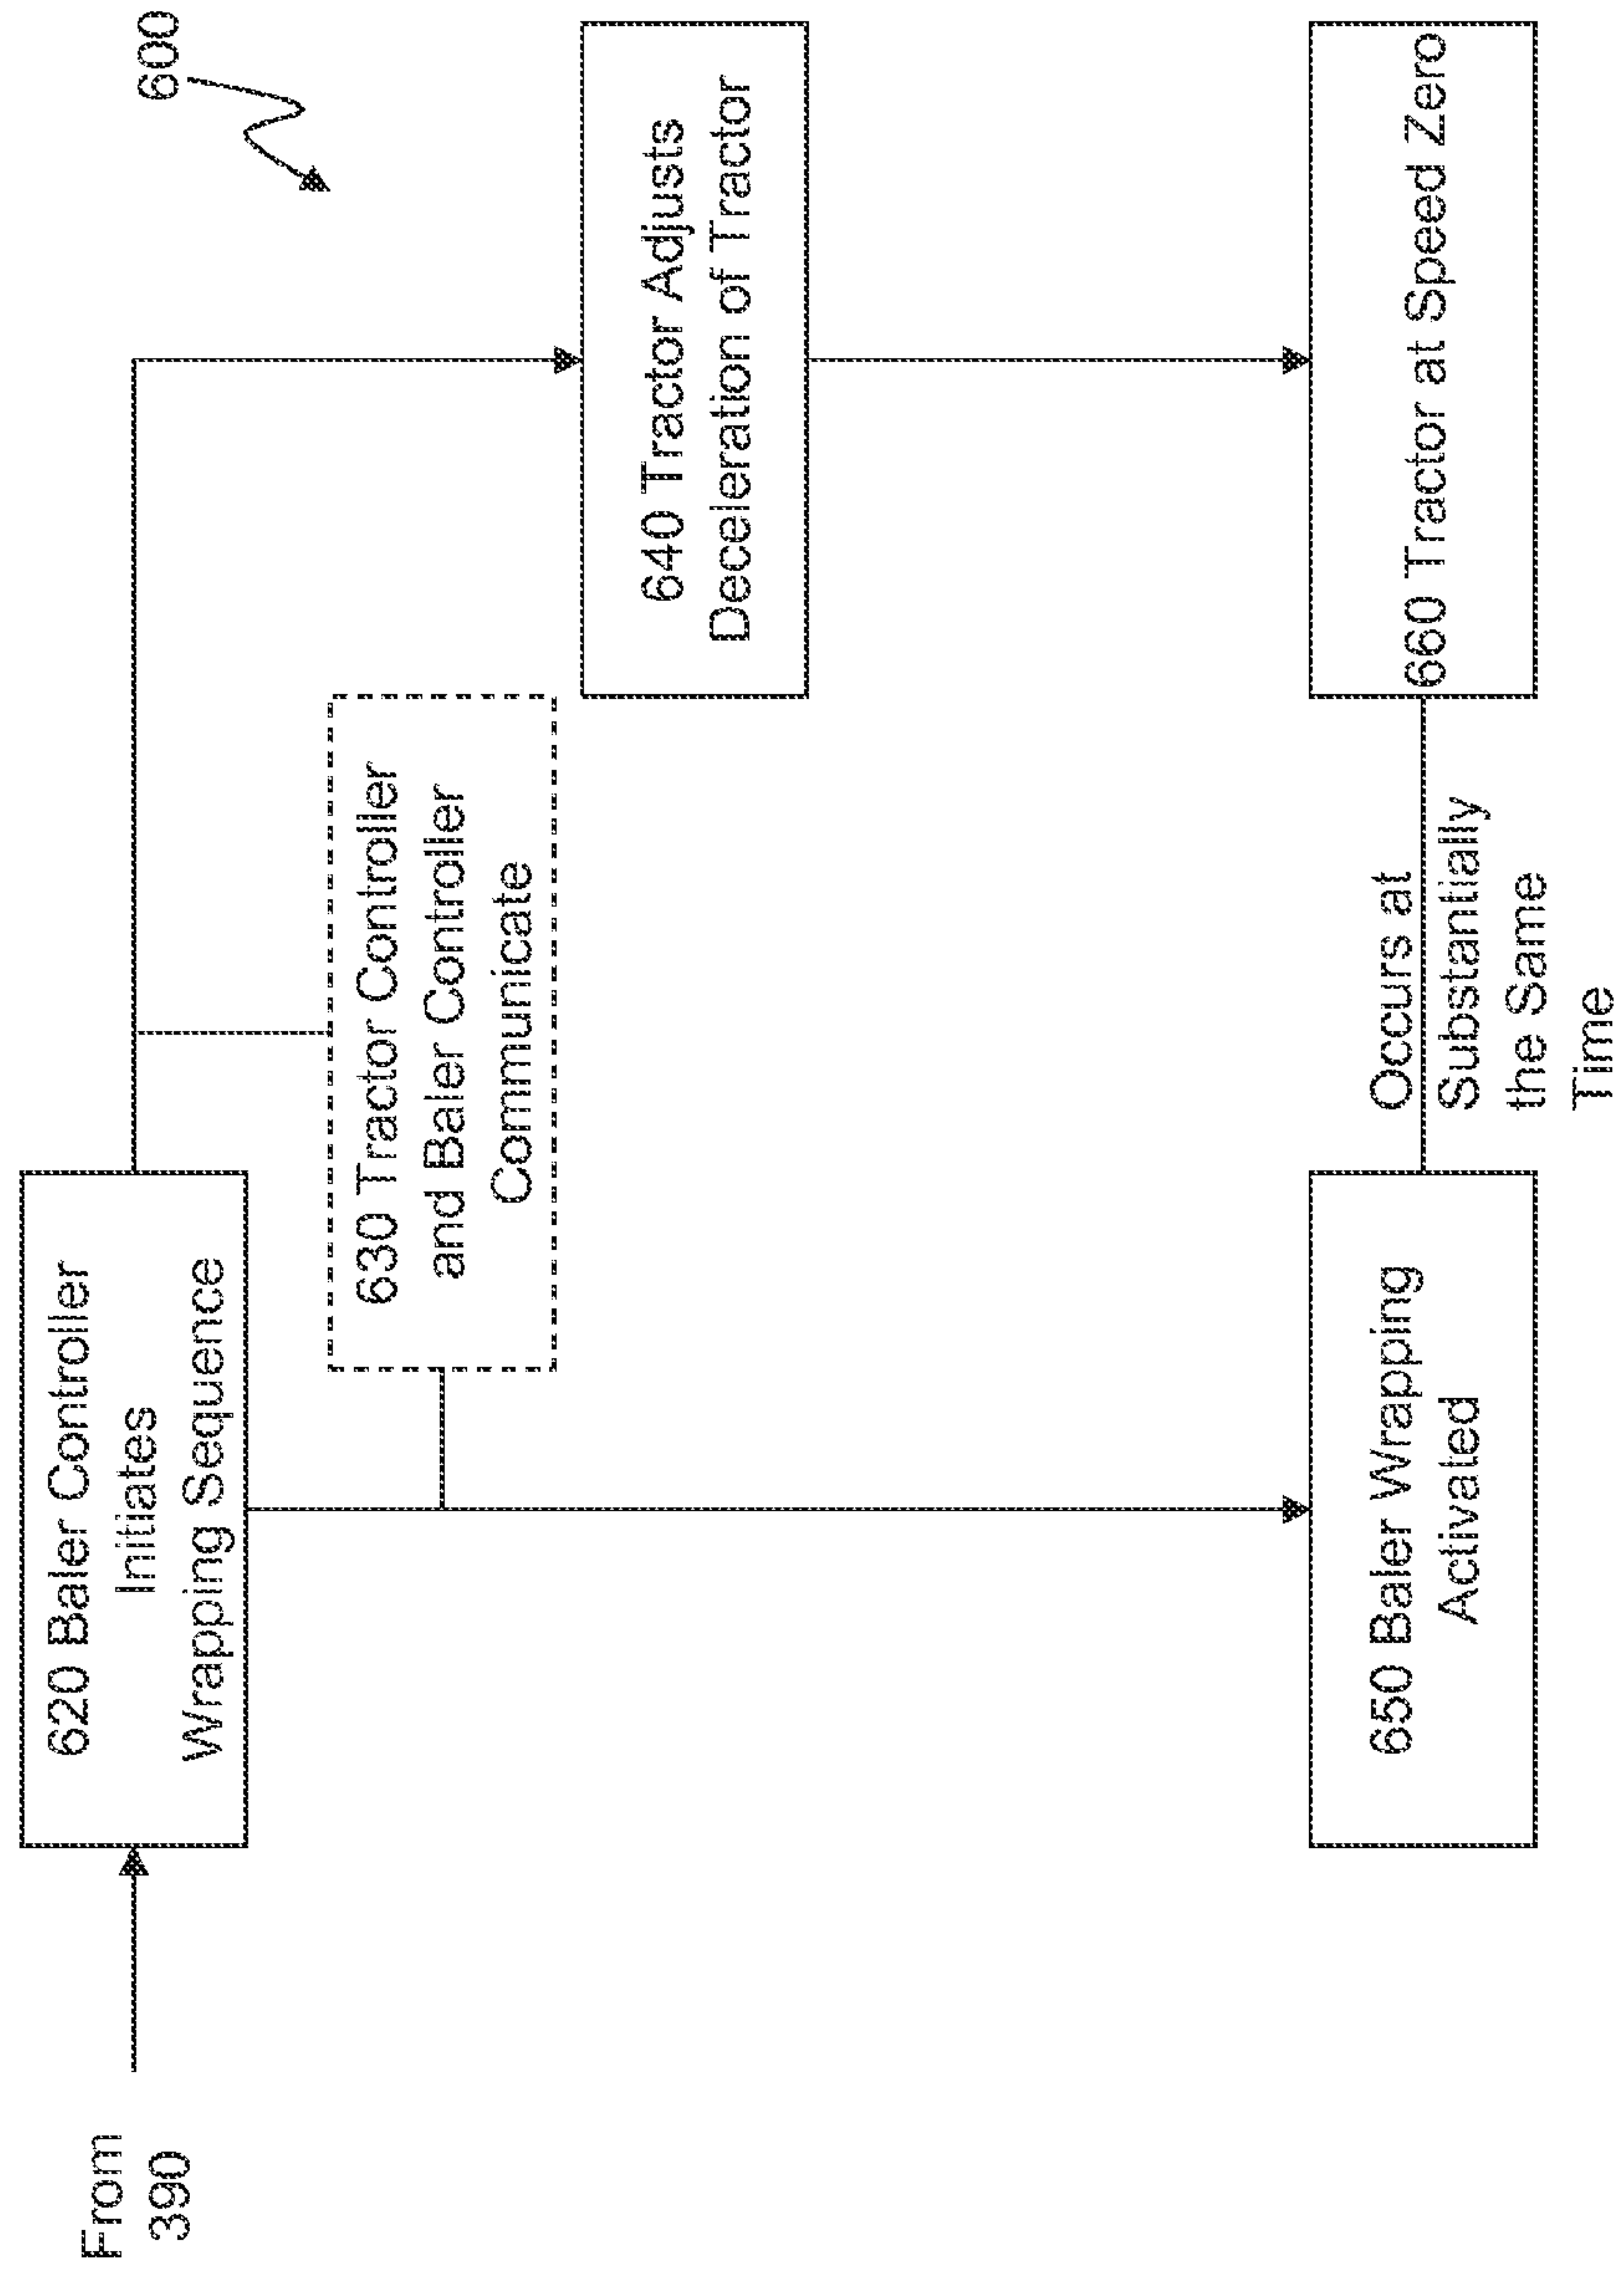 600
From
390
620 Baler Controller
Initiates
Wrapping Sequence
630 Tractor Controller
and Baler Controller
Communicate
640 Tractor Adjusts
Deceleration of Tractor
650 Baler Wrapping
Activated
Occurs at
Substantially
the Same
Time
660 Tractor at Speed Zero